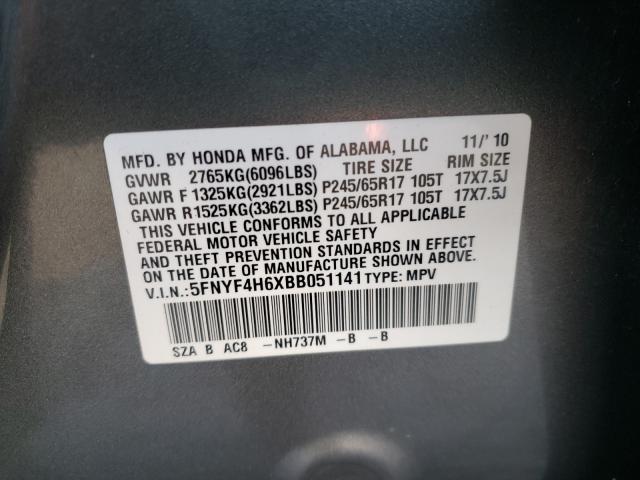 MFD. BY HONDA MFG. OF ALABAMA, LLC 11/'10
GVWR 2765KG(6096LBS) TIRE SIZE RIM SIZE
GAWR F 1325KG(2921LBS) P245/65R17 105T 17X7.5J
GAWR R1525KG(3362LBS) P245/65R17 105T 17X7.5J
THIS VEHICLE CONFORMS TO ALL APPLICABLE
FEDERAL MOTOR VEHICLE SAFETY
AND THEFT PREVENTION STANDARDS IN EFFECT
ON THE DATE OF MANUFACTURE SHOWN ABOVE.
V.I.N.:5FNYF4H6XBB051141 TYPE: MPV
SZA B AC8 -NH737M -B -B